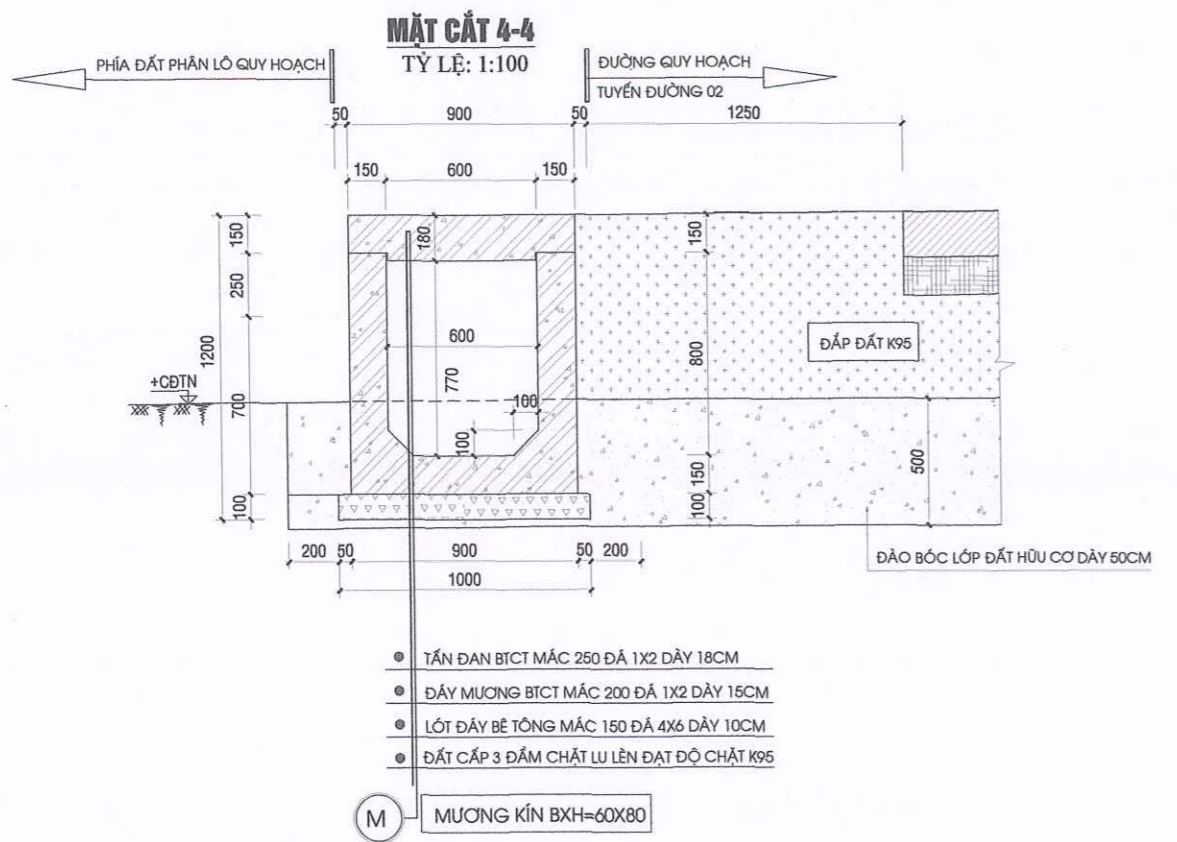 MẶT CẮT 4-4
TỶ LỆ: 1:100
PHÍA ĐẤT PHÂN LÔ QUY HOẠCH
ĐƯỜNG QUY HOẠCH
TUYẾN ĐƯỜNG 02
50 900 50 1250
150 600 150
150
180
150
250
1200
600
800
ĐẮP ĐẤT K95
+CĐTN
770
700
100
100
500
150
100
100
200 50 900 50 200
1000
ĐÀO BÓC LỚP ĐẤT HỮU CƠ DÀY 50CM
TẤN ĐAN BTCT MÁC 250 ĐÁ 1X2 DÀY 18CM
ĐÁY MƯƠNG BTCT MÁC 200 ĐÁ 1X2 DÀY 15CM
LÓT ĐÁY BÊ TÔNG MÁC 150 ĐÁ 4X6 DÀY 10CM
ĐẤT CẤP 3 ĐẦM CHẶT LU LÈN ĐẠT ĐỘ CHẶT K95
M MƯƠNG KÍN BXH=60X80